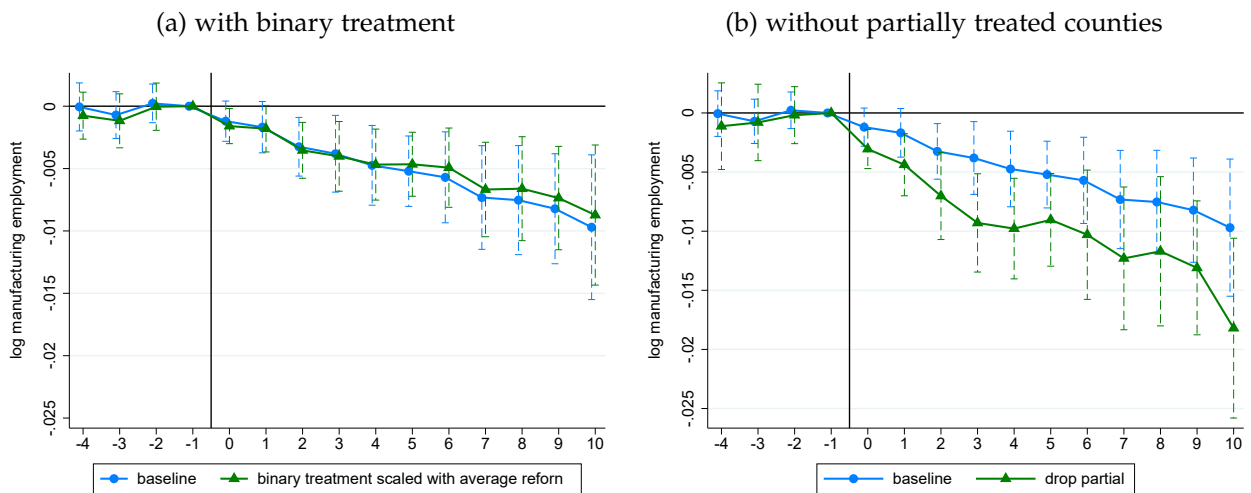 (a) with binary treatment
log manufacturing employment
0
-.005
-.01
-.015
-.02
-.025
-4 -3 -2 -1 0 1 2 3 4 5 6 7 8 9 10
baseline binary treatment scaled with average reforn
(b) without partially treated counties
log manufacturing employment
0
-.005
-.01
-.015
-.02
-.025
-4 -3 -2 -1 0 1 2 3 4 5 6 7 8 9 10
baseline drop partial